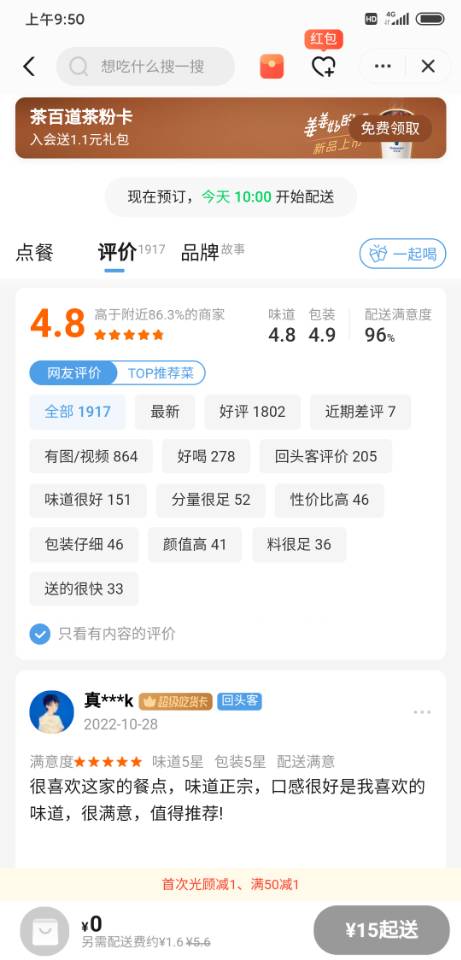 上午9:50
HD 4G
红包
想吃什么搜一搜
茶百道茶粉卡
入会送1.1元礼包
新品上市
免费领取
现在预订，今天 10:00 开始配送
点餐 评价 1917 品牌 故事 一起喝
4.8 高于附近86.3%的商家
味道 包装 配送满意度
4.8 4.9 96%
网友评价 TOP推荐菜
全部 1917 最新 好评 1802 近期差评 7
有图/视频 864 好喝 278 回头客评价 205
味道很好 151 分量很足 52 性价比高 46
包装仔细 46 颜值高 41 料很足 36
送的很快 33
只看有内容的评价
真***k 超级吃货卡 回头客
2022-10-28
满意度 味道5星 包装5星 配送满意
很喜欢这家的餐点，味道正宗，口感很好是我喜欢的
味道，很满意，值得推荐!
首次光顾减1、满50减1
¥0
另需配送费约¥1.6 ¥5.6
¥15起送